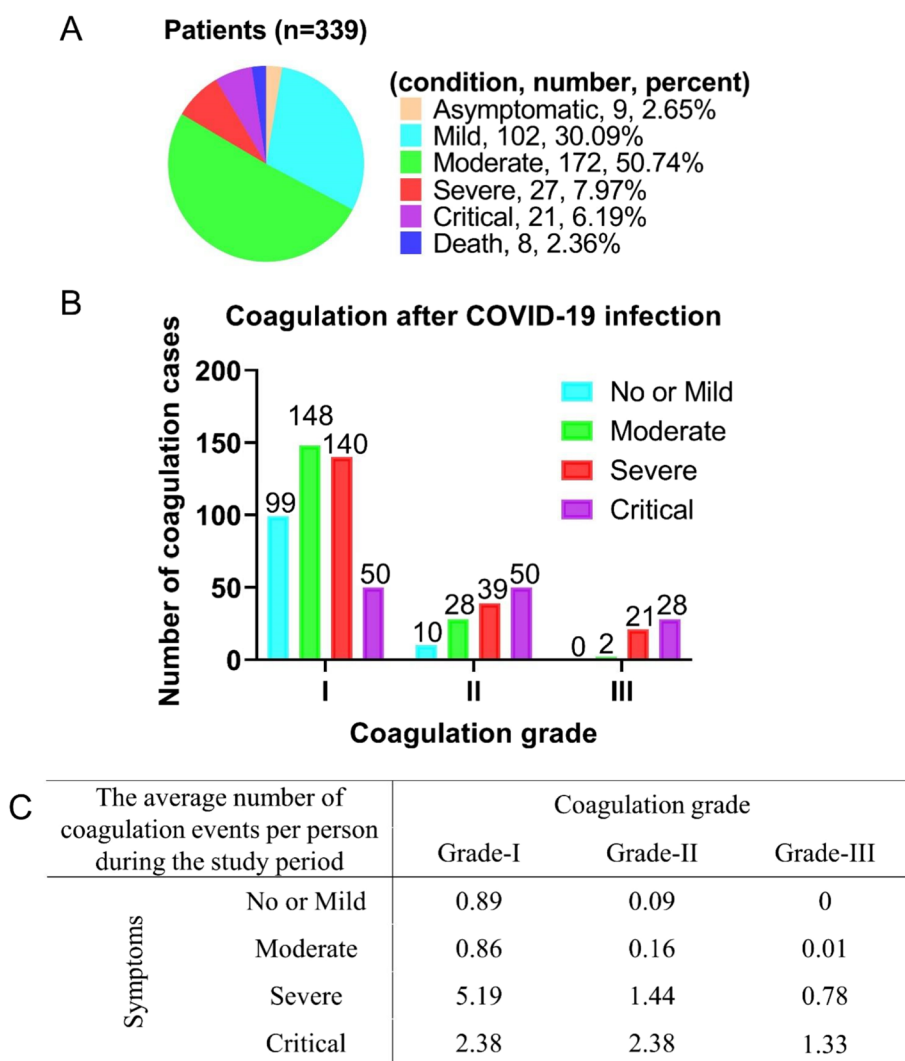 A
Patients (n=339)
(condition, number, percent)
Asymptomatic, 9, 2.65%
Mild, 102, 30.09%
Moderate, 172, 50.74%
Severe, 27, 7.97%
Critical, 21, 6.19%
Death, 8, 2.36%
B
Coagulation after COVID-19 infection
Number of coagulation cases
200
150
100
50
0
99
148
140
50
10
28
39
50
0
2
21
28
No or Mild
Moderate
Severe
Critical
I
II
III
Coagulation grade
C
The average number of
coagulation events per person
during the study period
Coagulation grade
Grade-I Grade-II Grade-III
Symptoms
No or Mild 0.89 0.09 0
Moderate 0.86 0.16 0.01
Severe 5.19 1.44 0.78
Critical 2.38 2.38 1.33